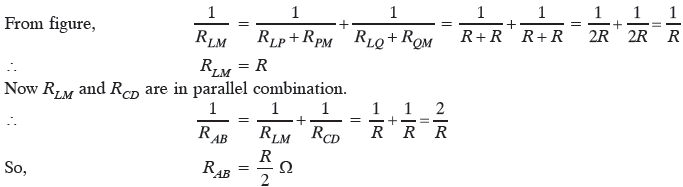 From figure, 1/R_LM = 1/(R_LP + R_PM) + 1/(R_LQ + R_QM) = 1/(R + R) + 1/(R + R) = 1/2R + 1/2R = 1/R
∴ R_LM = R
Now R_LM and R_CD are in parallel combination.
∴ 1/R_AB = 1/R_LM + 1/R_CD = 1/R + 1/R = 2/R
So, R_AB = R/2 Ω